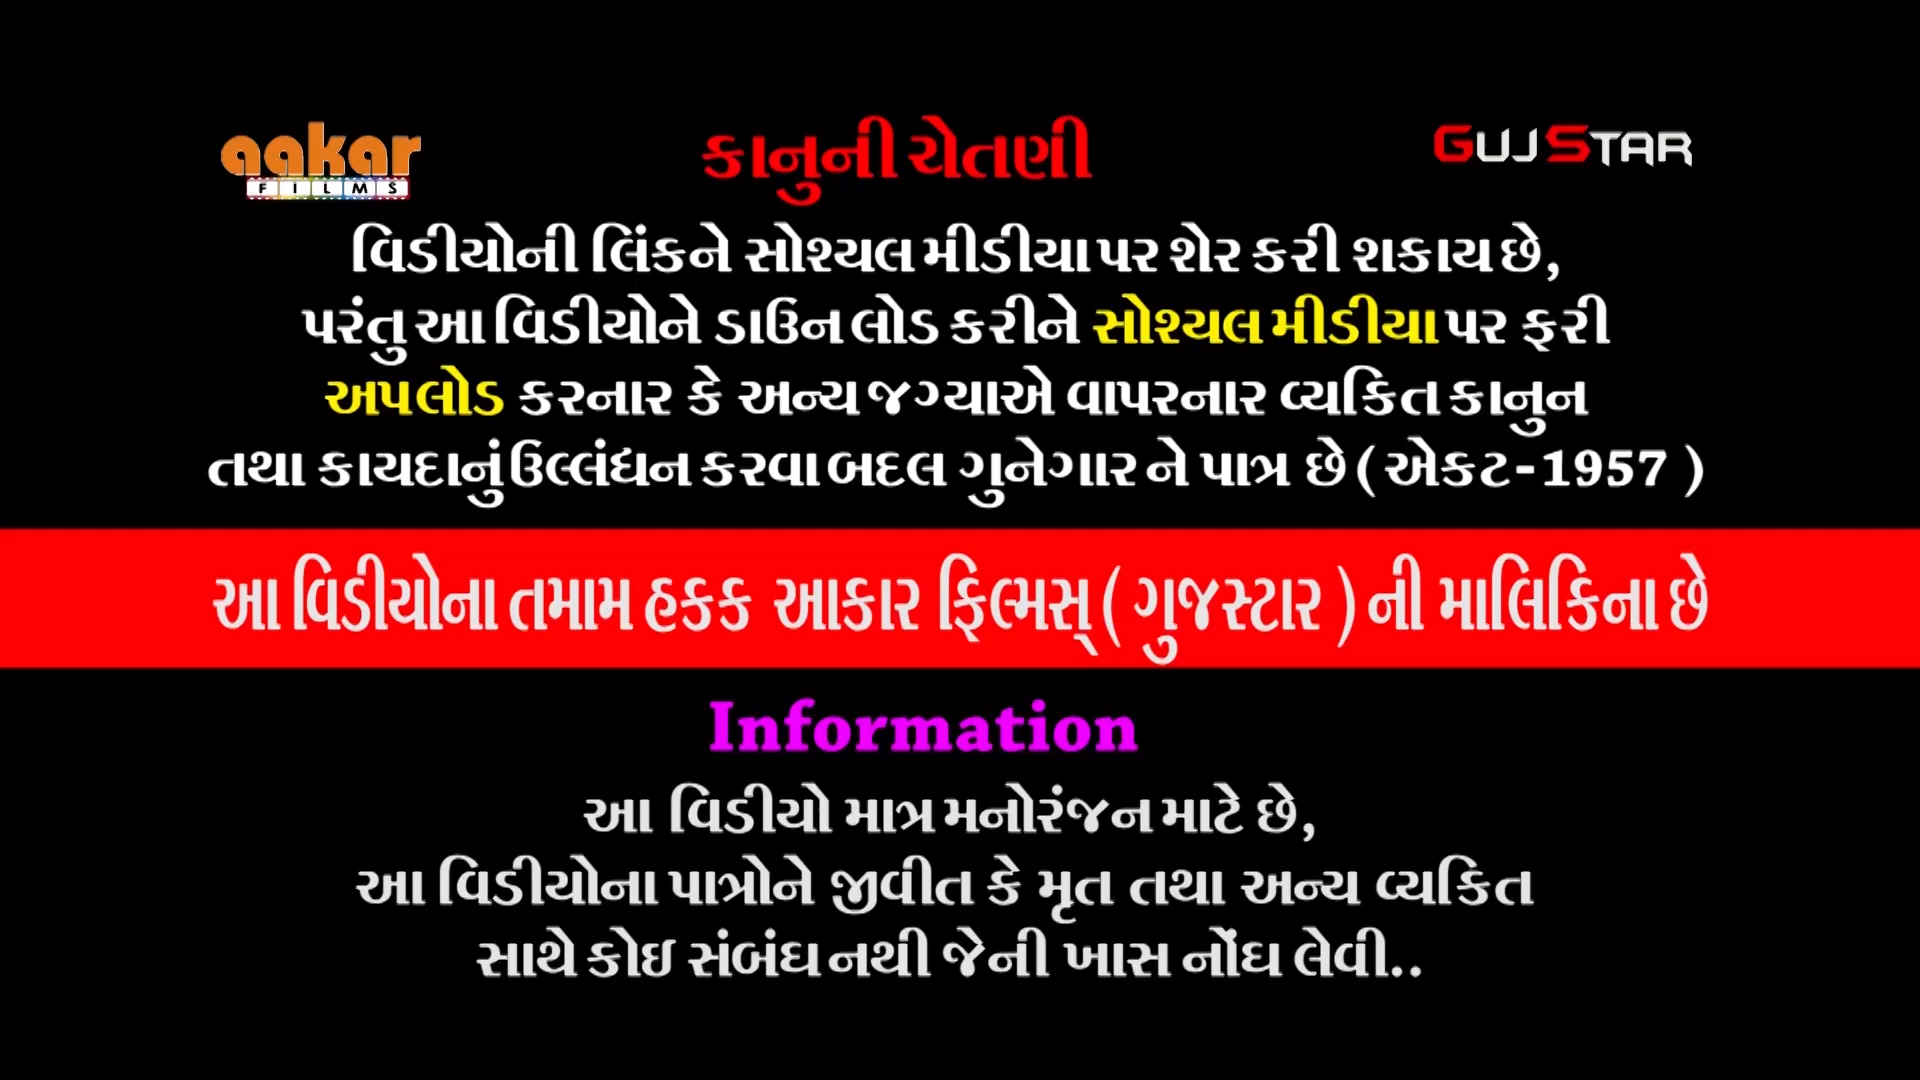 aakar
FILMS
કાનુની ચેતણી
GUJSTAR
વિડીયોની લિંકને સોશ્યલ મીડીયા પર શેર કરી શકાય છે,
પરંતુ આ વિડીયોને ડાઉનલોડ કરીને સોશ્યલ મીડીયા પર ફરી
અપલોડ કરનાર કે અન્ય જગ્યાએ વાપરનાર વ્યકિત કાનુન
તથા કાયદાનું ઉલ્લંઘન કરવા બદલ ગુનેગાર ને પાત્ર છે ( એકટ-1957 )
આ વિડીયોના તમામ હકક આકાર ફિલ્મસ્ ( ગુજસ્ટાર ) ની માલિકિના છે
Information
આ વિડીયો માત્ર મનોરંજન માટે છે,
આ વિડીયોના પાત્રોને જીવીત કે મૃત તથા અન્ય વ્યકિત
સાથે કોઇ સંબંઘ નથી જેની ખાસ નોંઘ લેવી..